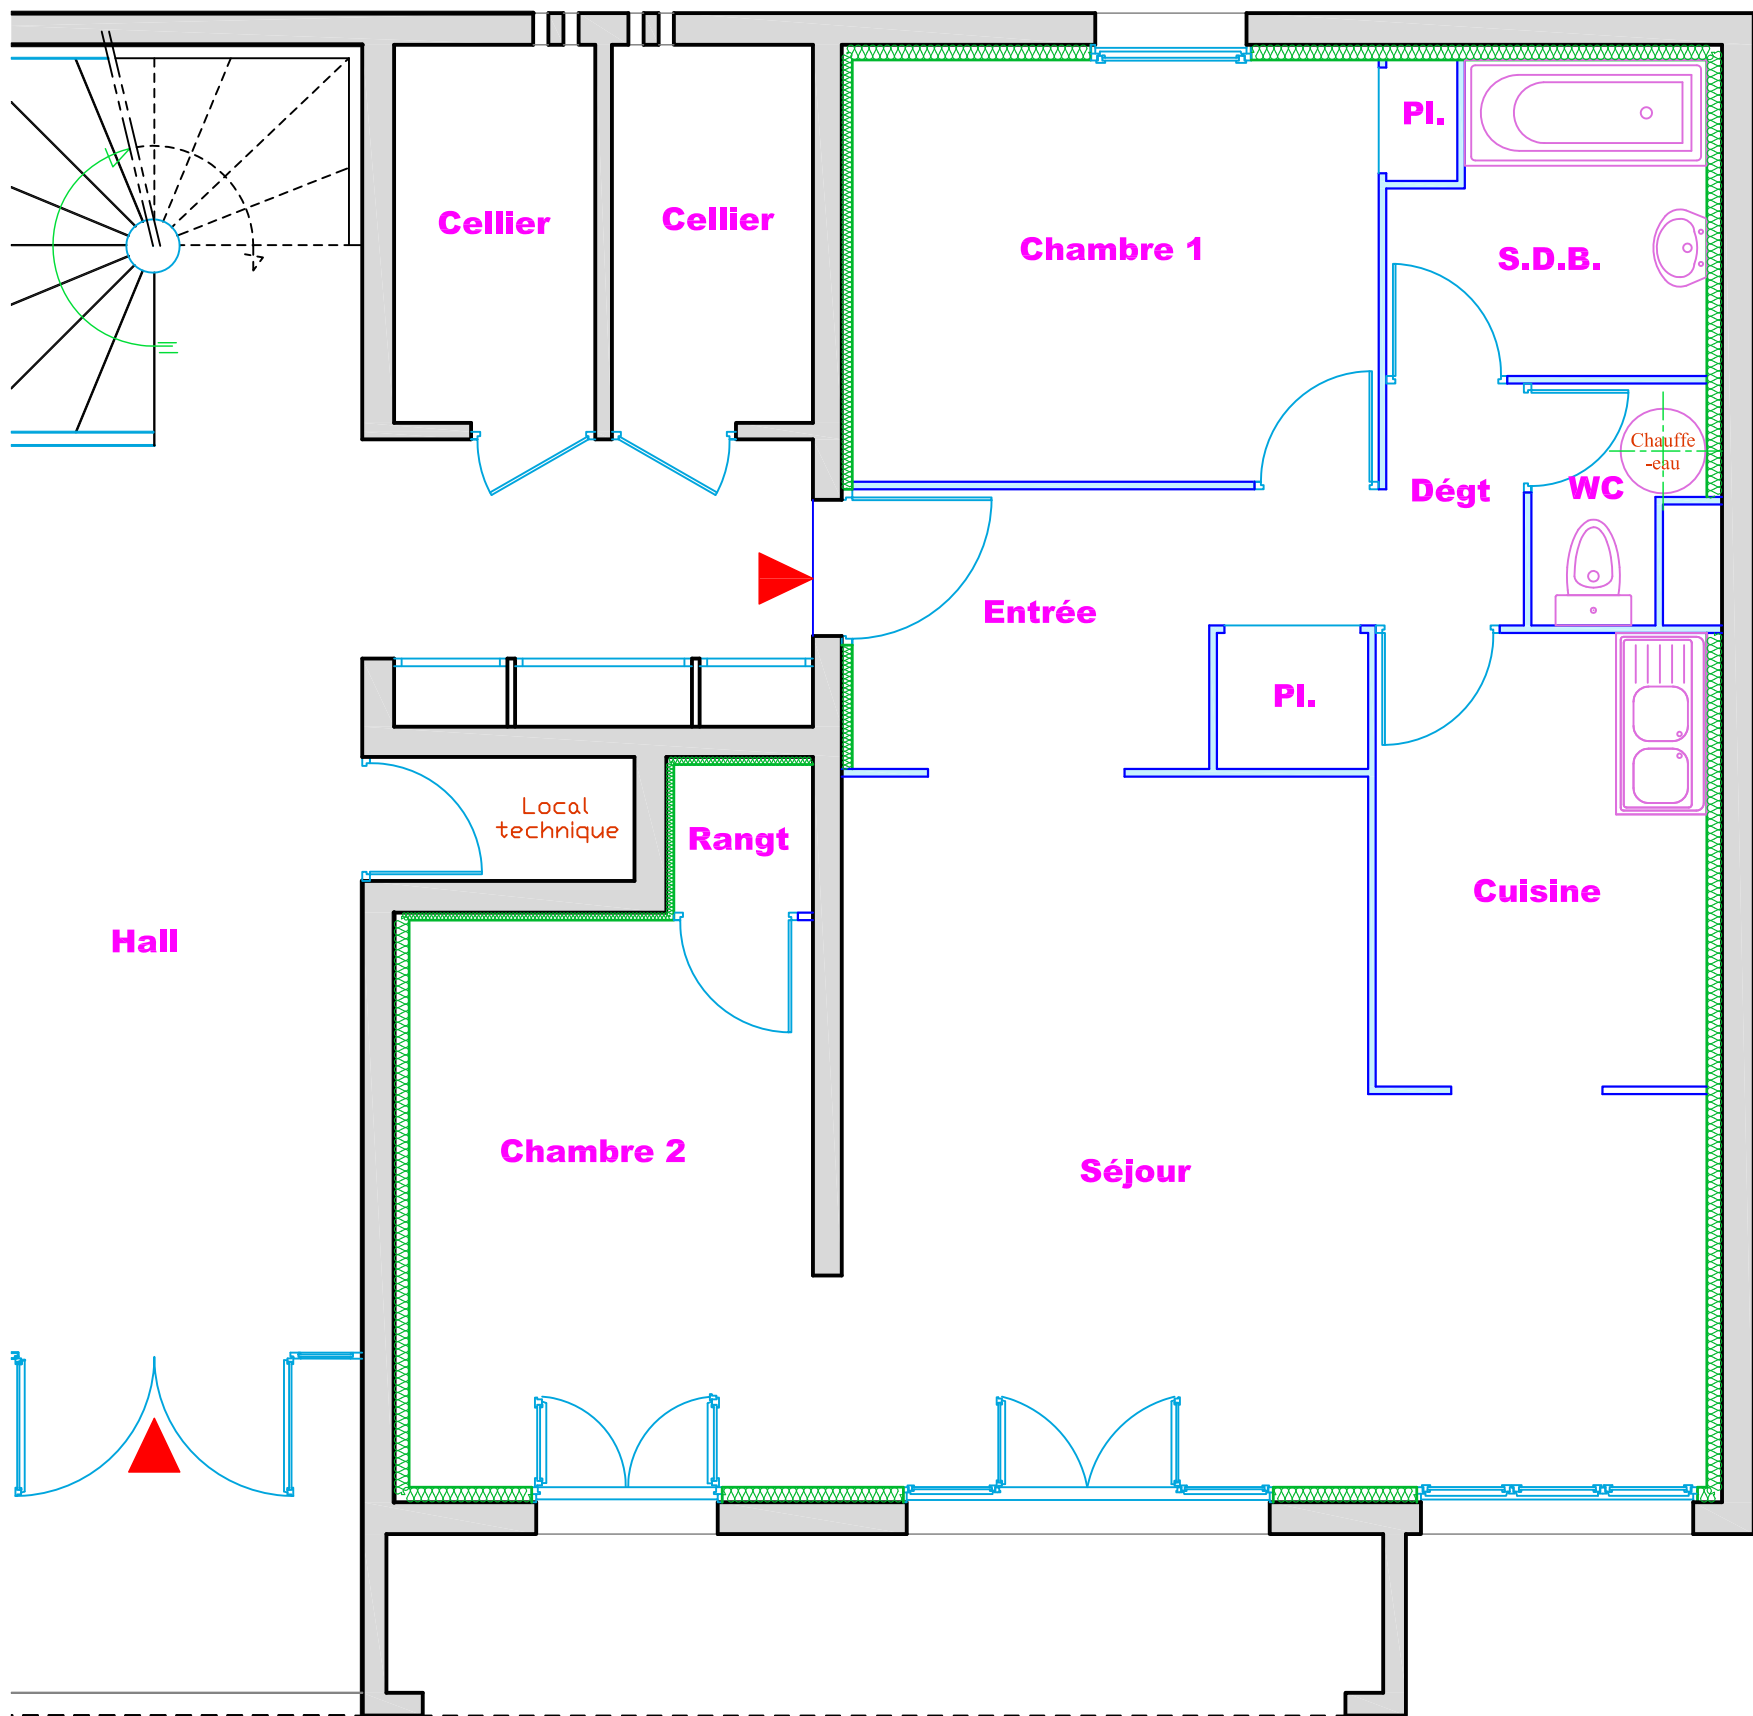 Pl.
Cellier
Cellier
Chambre 1
S.D.B.
Chauffe
-eau
Dégt
WC
Entrée
Pl.
Local
technique
Rangt
Cuisine
Hall
Chambre 2
Séjour